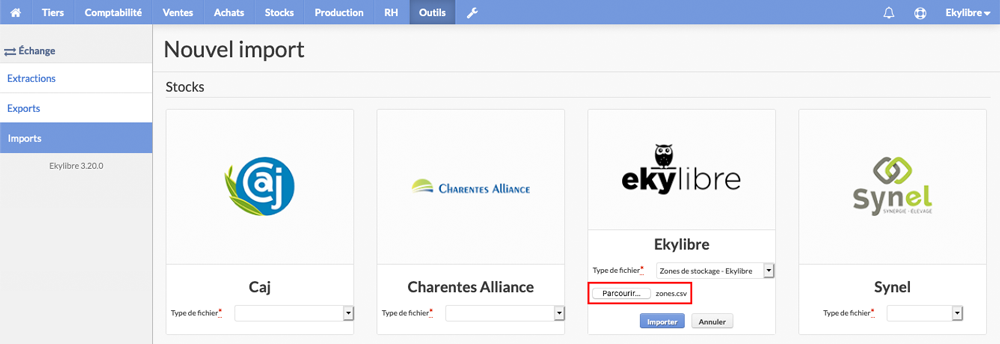 Tiers Comptabilité Ventes Achats Stocks Production RH Outils Ekylibre
Échange
Extractions
Exports
Imports
Ekylibre 3.20.0
Nouvel import
Stocks
Caj
Caj
Type de fichier*
CHARENTES ALLIANCE
Charentes Alliance
Type de fichier*
ekylibre
Ekylibre
Type de fichier* Zones de stockage - Ekylibre
Parcourir... zones.csv
Importer Annuler
Synel
SYNERGIE - ÉLEVAGE
Synel
Type de fichier*